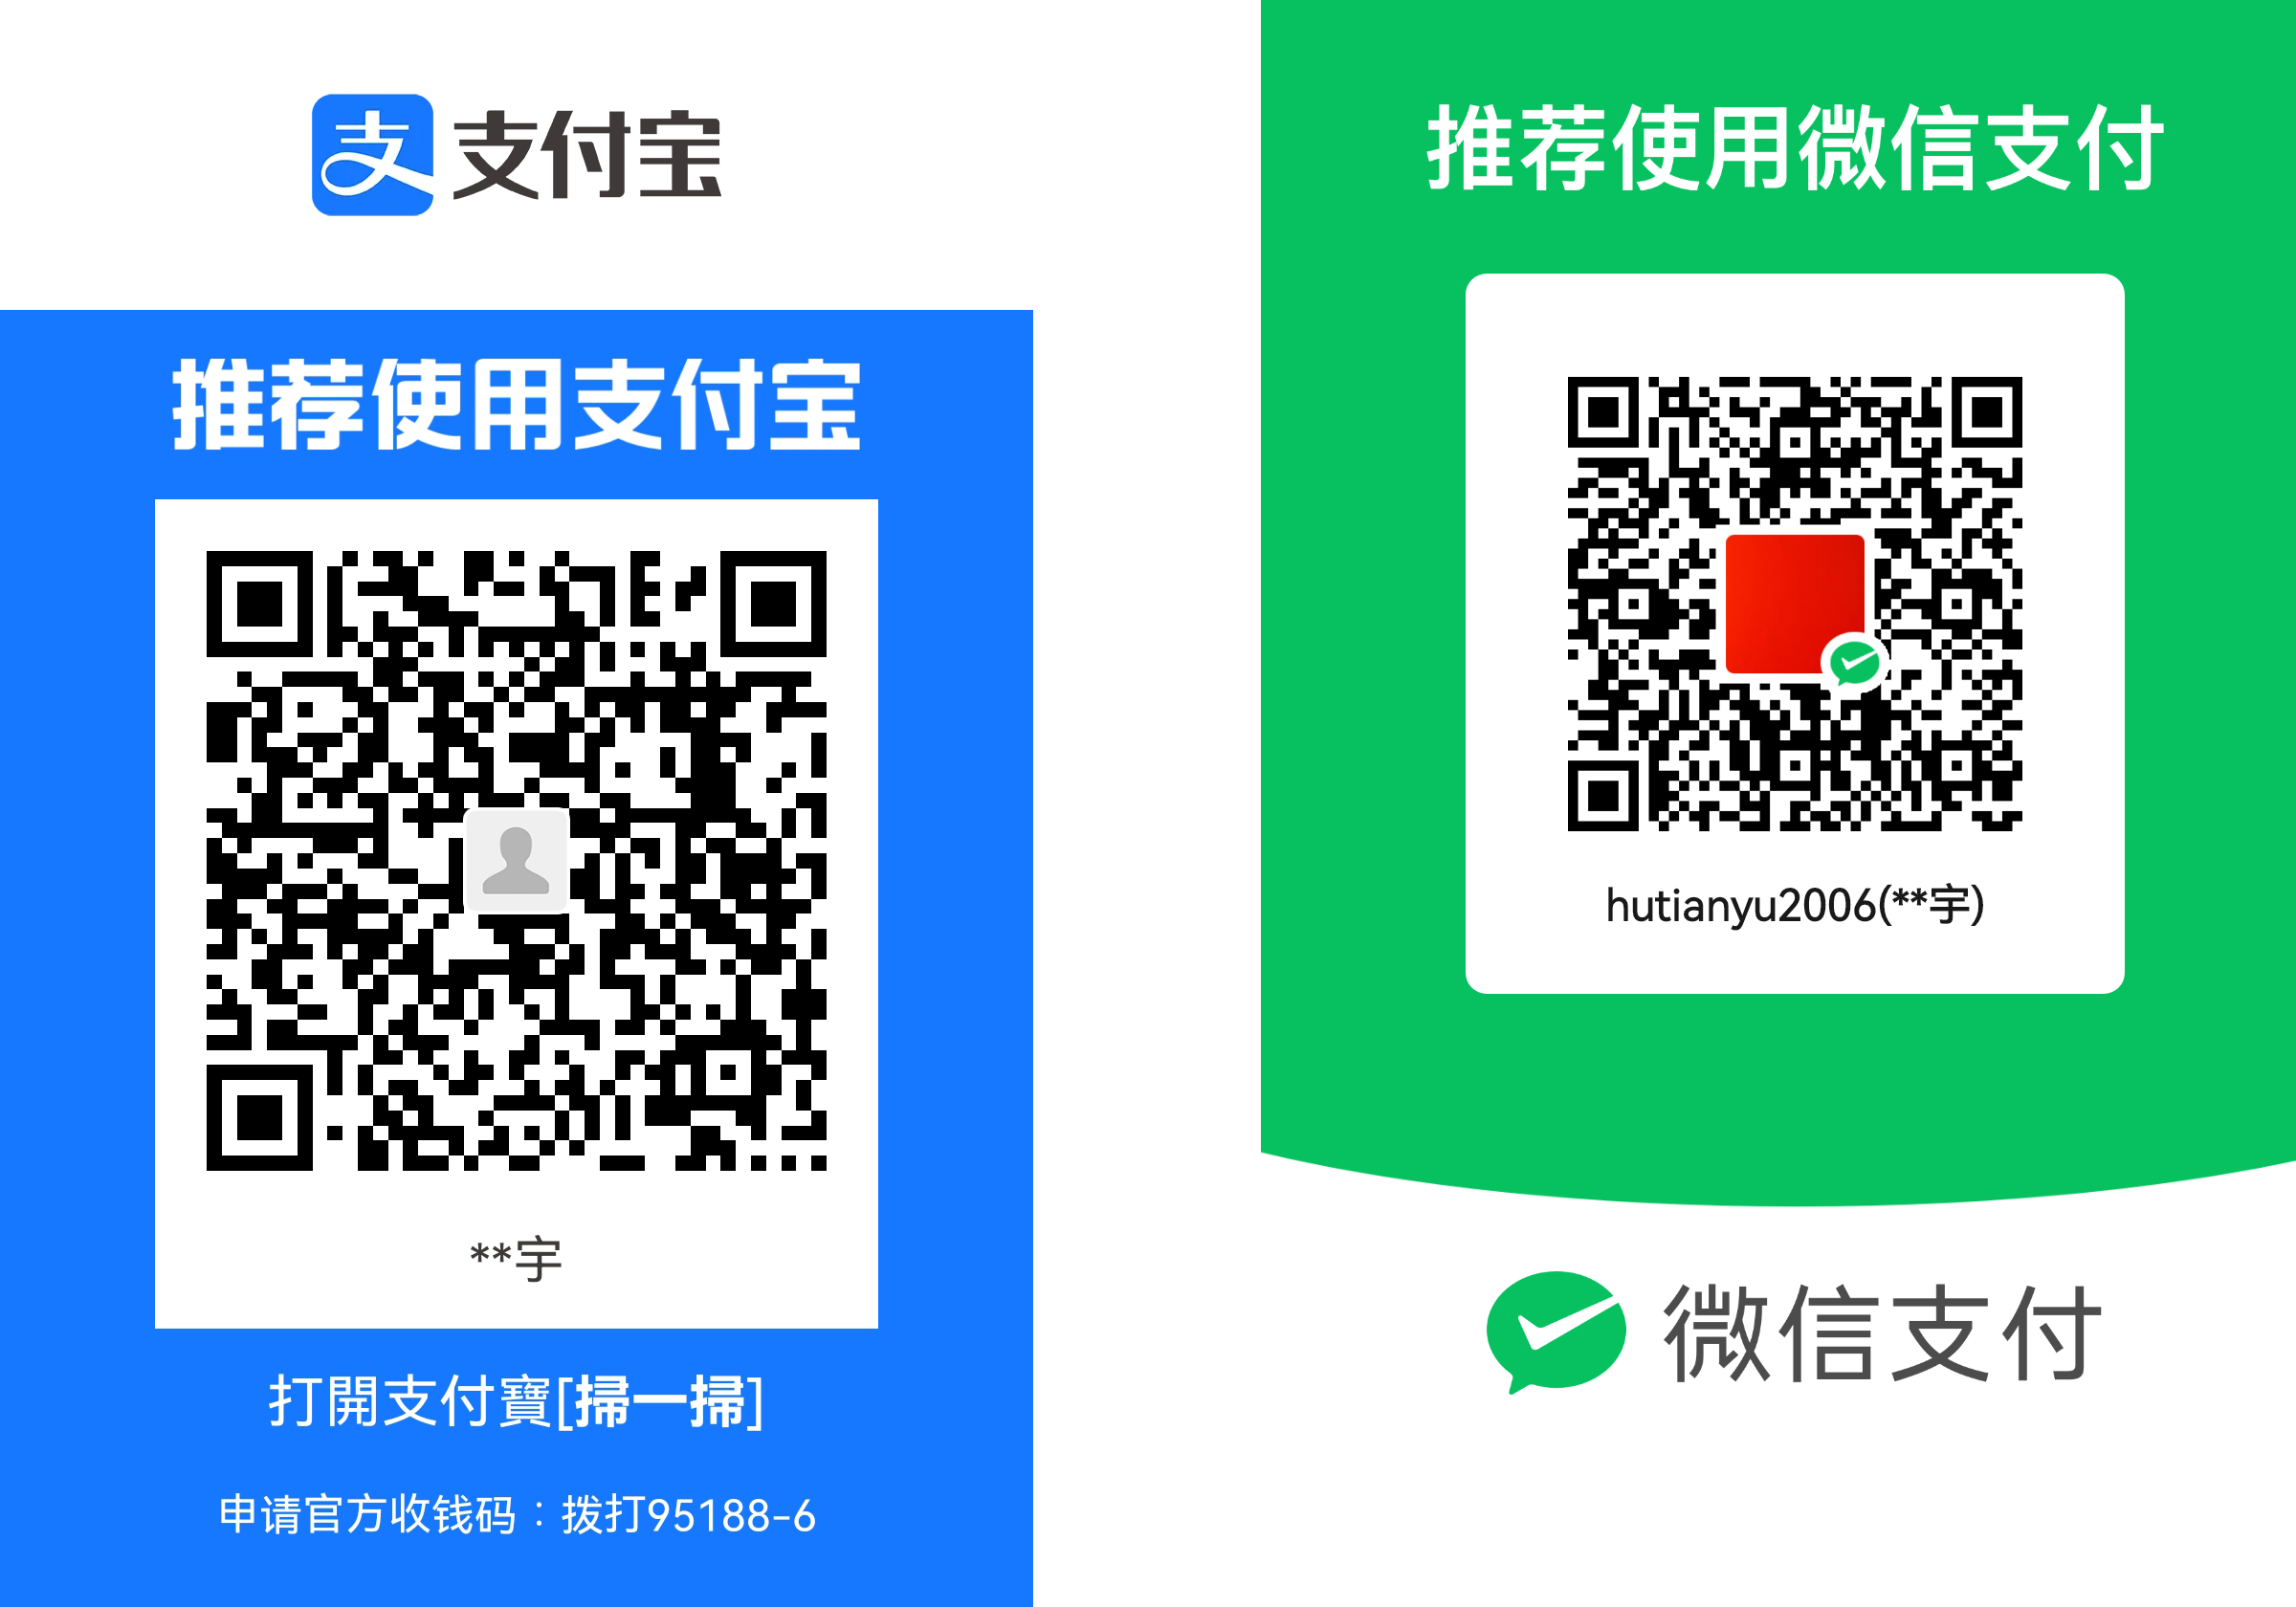 支付宝
推荐使用支付宝
**宇
打開支付寶[掃一掃]
申请官方收钱码：拨打95188-6
推荐使用微信支付
hutianyu2006(**宇)
微信支付